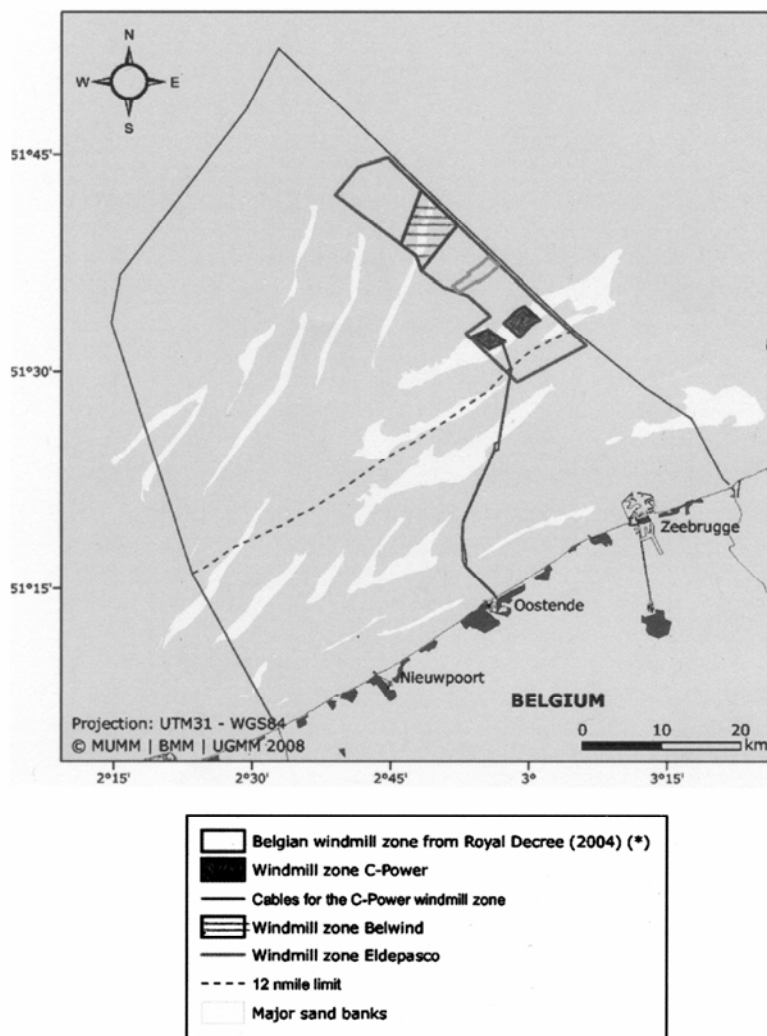 N
W E
S
51°45'
51°30'
51°15'
Zeebrugge
Oostende
Nieuwpoort
BELGIUM
Projection: UTM31 - WGS84
© MUMM | BMM | UGMM 2008
0 10 20
km
2°15' 2°30' 2°45' 3° 3°15'
Belgian windmill zone from Royal Decree (2004) (*)
Windmill zone C-Power
Cables for the C-Power windmill zone
Windmill zone Belwind
Windmill zone Eldepasco
12 nmile limit
Major sand banks